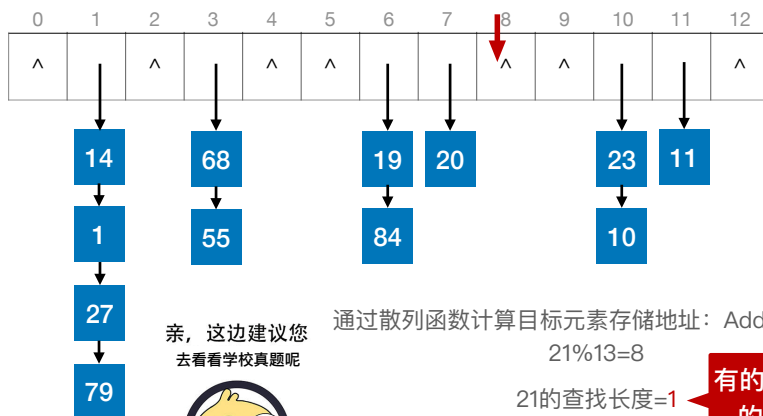 0 1 2 3 4 5 6 7 8 9 10 11 12
^ ^ ^ ^ ^ ^ ^
14 68 19 20 23 11
1 55 84 10
27
79
亲，这边建议您
去看看学校真题呢
通过散列函数计算目标元素存储地址：Add
21%13=8
21的查找长度=1
有的
的